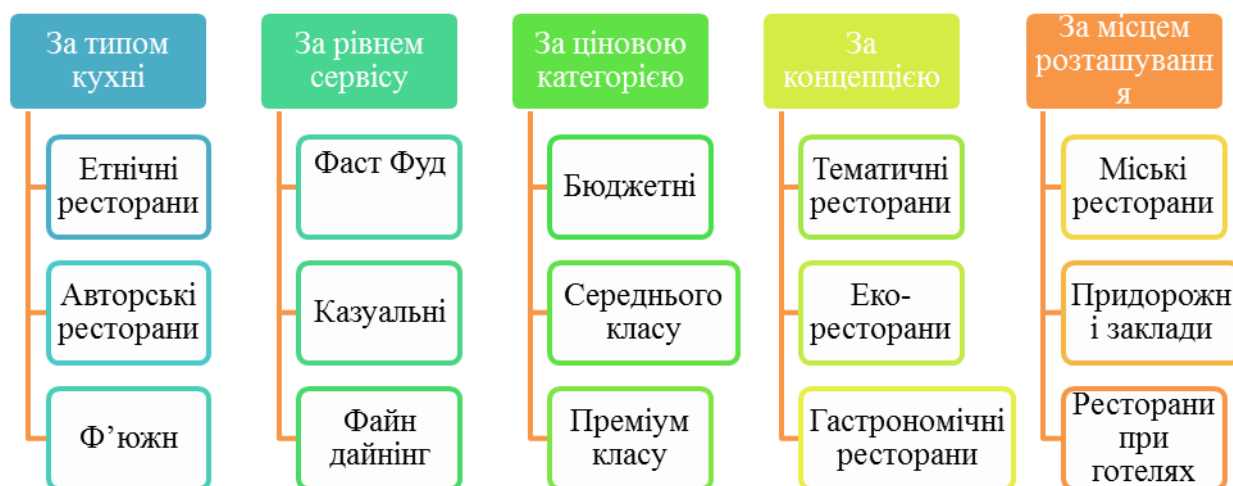 За типом
кухні
Етнічні
ресторани
Авторські
ресторани
Ф’южн
За рівнем
сервісу
Фаст Фуд
Казуальні
Файн
дайнінг
За ціновою
категорією
Бюджетні
Середнього
класу
Преміум
класу
За
концепцією
Тематичні
ресторани
Еко-
ресторани
Гастрономічні
ресторани
За місцем
розташуванн
я
Міські
ресторани
Придорожн
і заклади
Ресторани
при
готелях